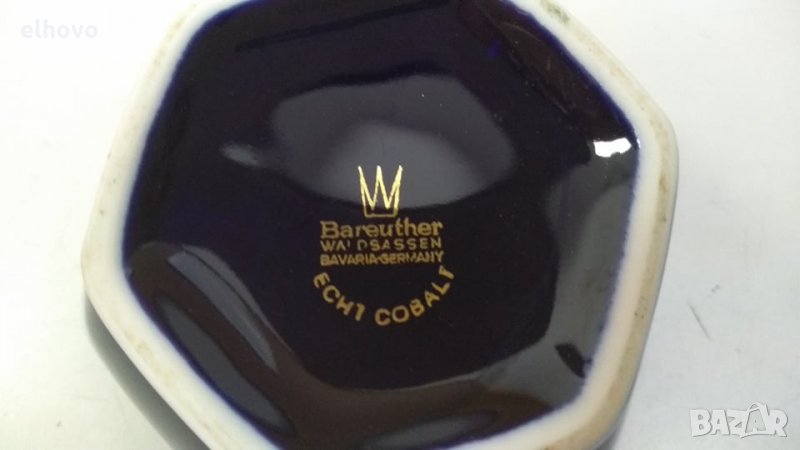 elhovo
W
Bareuther
WALDSASSEN
BAVARIA-GERMANY
ECHT COBALT
BAZAR